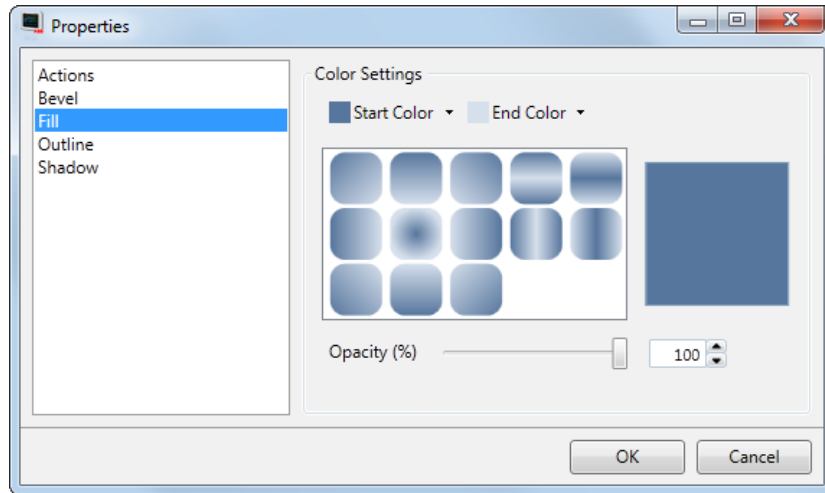 Properties
Actions
Bevel
Fill
Outline
Shadow
Color Settings
Start Color End Color
Opacity (%) 100
OK Cancel